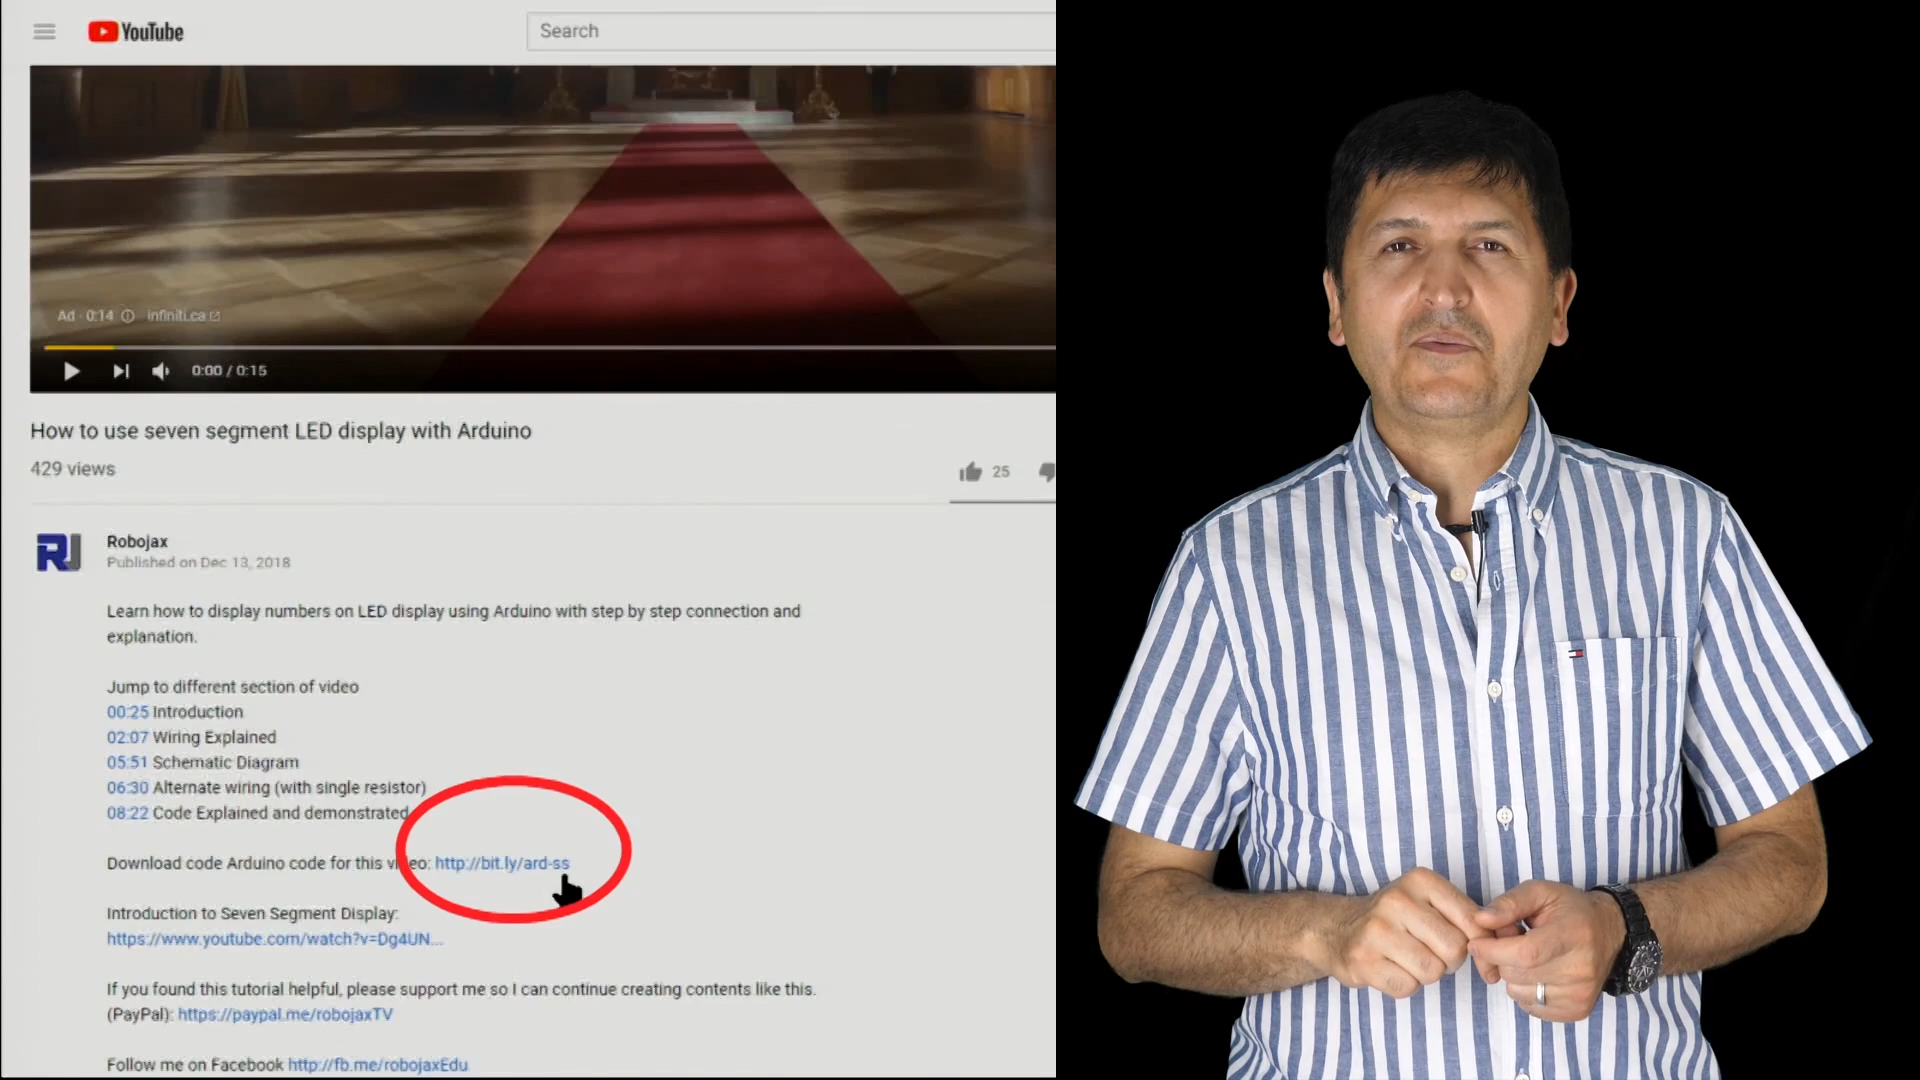 YouTube
Search
Ad · 0:14 infiniti.ca
0:00 / 0:15
How to use seven segment LED display with Arduino
429 views
25
RJ Robojax
Published on Dec 13, 2018
Learn how to display numbers on LED display using Arduino with step by step connection and
explanation.
Jump to different section of video
00:25 Introduction
02:07 Wiring Explained
05:51 Schematic Diagram
06:30 Alternate wiring (with single resistor)
08:22 Code Explained and demonstrated
Download code Arduino code for this video: http://bit.ly/ard-ss
Introduction to Seven Segment Display:
https://www.youtube.com/watch?v=Dg4UN...
If you found this tutorial helpful, please support me so I can continue creating contents like this.
(PayPal): https://paypal.me/robojaxTV
Follow me on Facebook http://fb.me/robojaxEdu